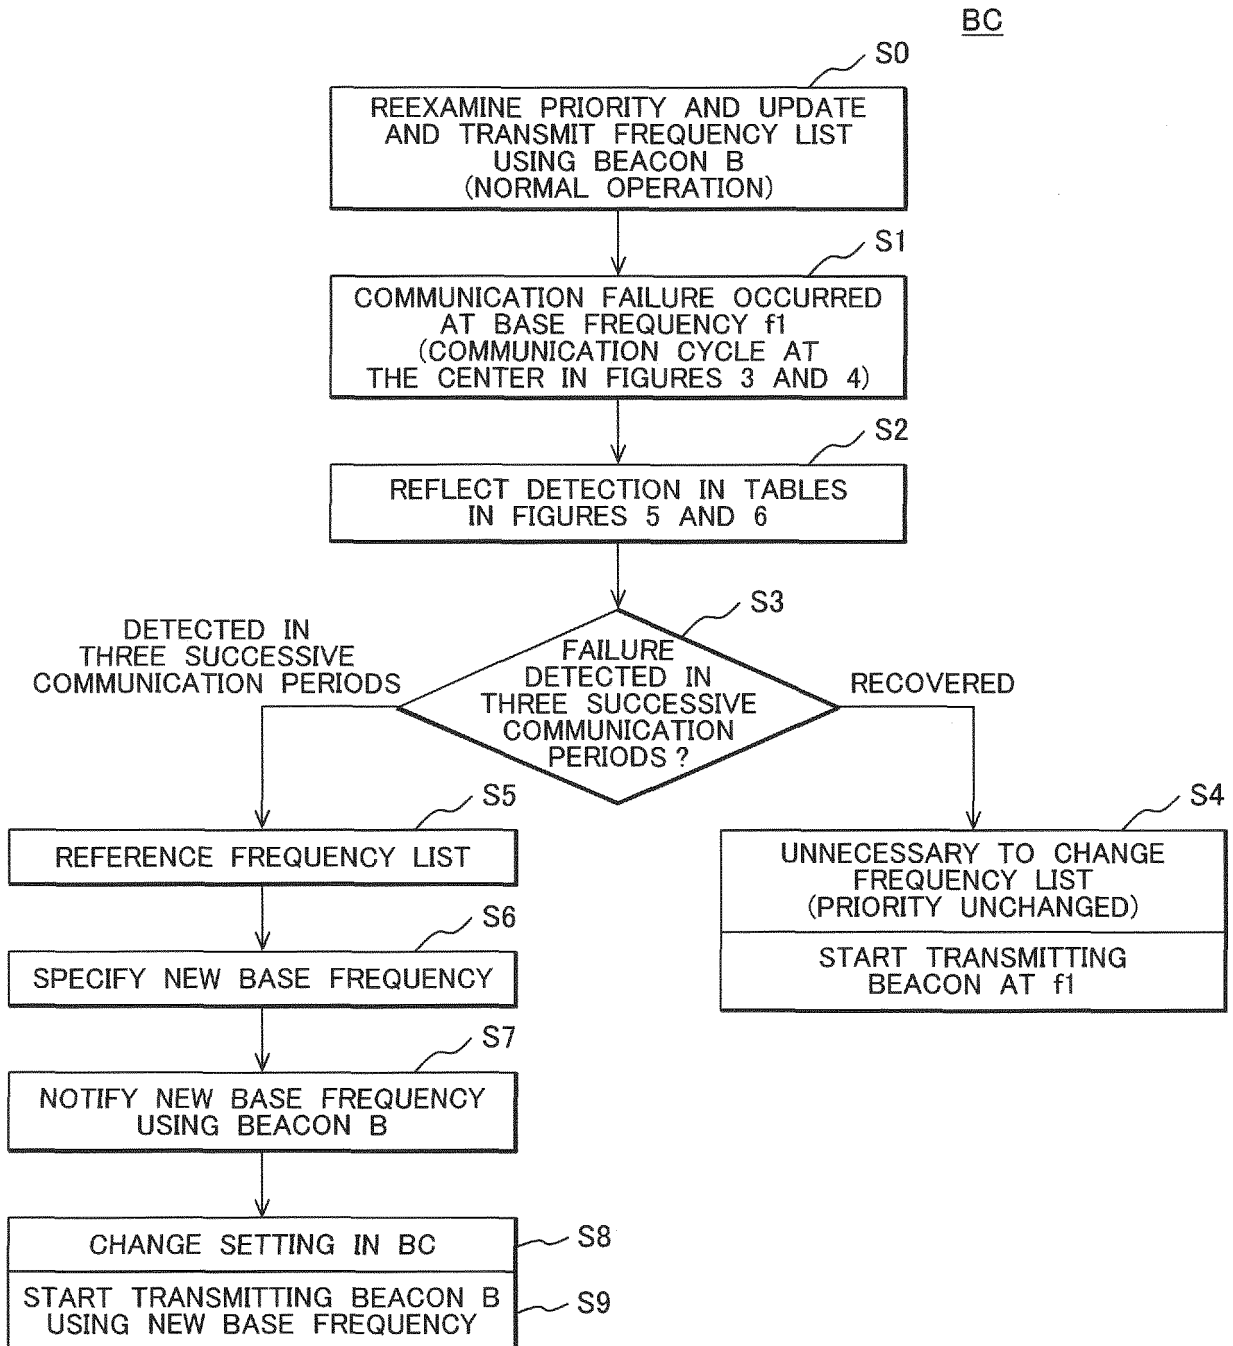 BC
S0
REEXAMINE PRIORITY AND UPDATE
AND TRANSMIT FREQUENCY LIST
USING BEACON B
(NORMAL OPERATION)
S1
COMMUNICATION FAILURE OCCURRED
AT BASE FREQUENCY f1
(COMMUNICATION CYCLE AT
THE CENTER IN FIGURES 3 AND 4)
S2
REFLECT DETECTION IN TABLES
IN FIGURES 5 AND 6
S3
FAILURE
DETECTED IN
THREE SUCCESSIVE
COMMUNICATION
PERIODS?
DETECTED IN
THREE SUCCESSIVE
COMMUNICATION PERIODS
RECOVERED
S5
REFERENCE FREQUENCY LIST
S4
UNNECESSARY TO CHANGE
FREQUENCY LIST
(PRIORITY UNCHANGED)
START TRANSMITTING
BEACON AT f1
S6
SPECIFY NEW BASE FREQUENCY
S7
NOTIFY NEW BASE FREQUENCY
USING BEACON B
CHANGE SETTING IN BC
S8
START TRANSMITTING BEACON B
USING NEW BASE FREQUENCY
S9